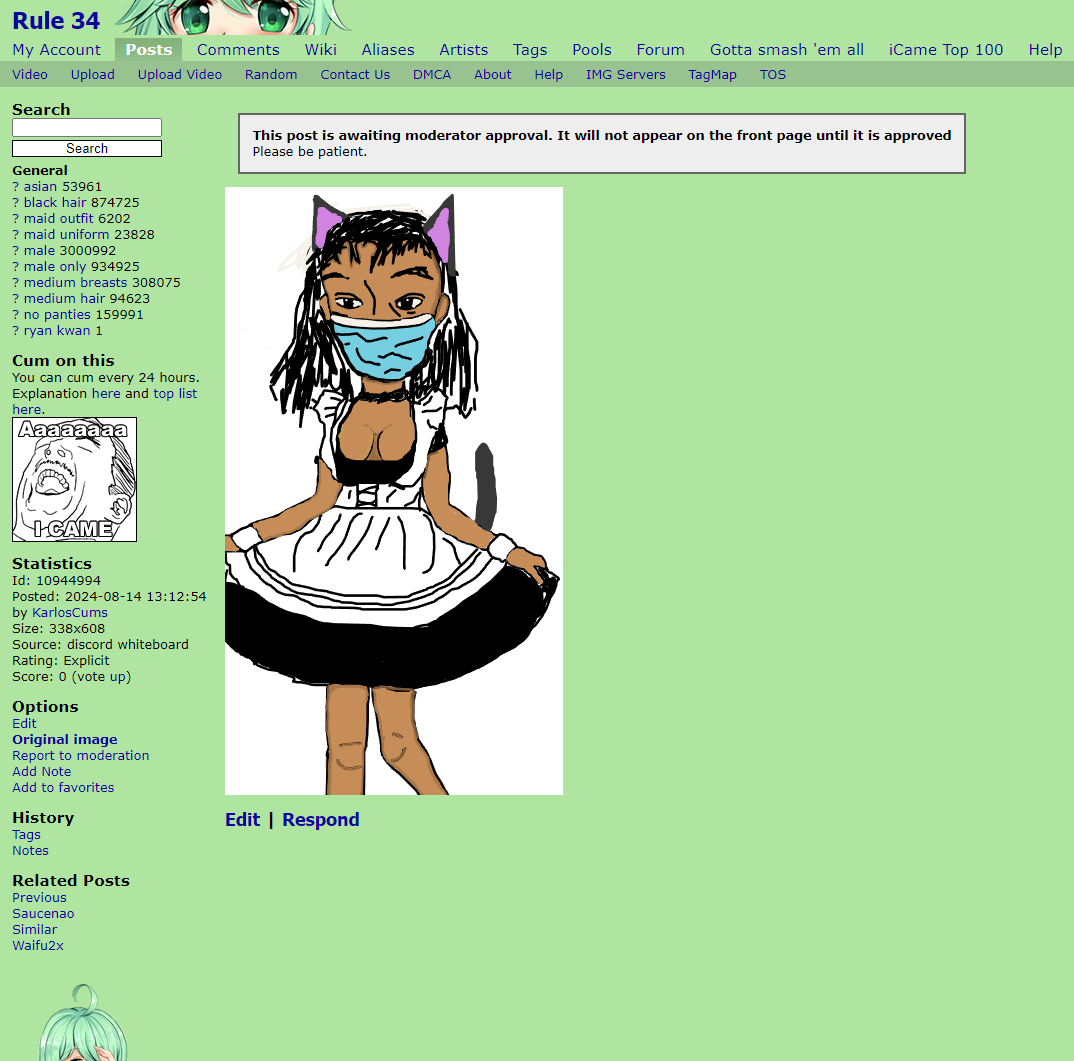 Rule 34
My Account Posts Comments Wiki Aliases Artists Tags Pools Forum Gotta smash 'em all iCame Top 100 Help
Video Upload Upload Video Random Contact Us DMCA About Help IMG Servers TagMap TOS
Search
Search
General
? asian 53961
? black hair 874725
? maid outfit 6202
? maid uniform 23828
? male 3000992
? male only 934925
? medium breasts 308075
? medium hair 94623
? no panties 159991
? ryan kwan 1
Cum on this
You can cum every 24 hours.
Explanation here and top list
here.
Aaaaaaaa
I CAME
Statistics
Id: 10944994
Posted: 2024-08-14 13:12:54
by KarlosCums
Size: 338x608
Source: discord whiteboard
Rating: Explicit
Score: 0 (vote up)
Options
Edit
Original image
Report to moderation
Add Note
Add to favorites
History
Tags
Notes
Related Posts
Previous
Saucenao
Similar
Waifu2x
This post is awaiting moderator approval. It will not appear on the front page until it is approved
Please be patient.
Edit | Respond